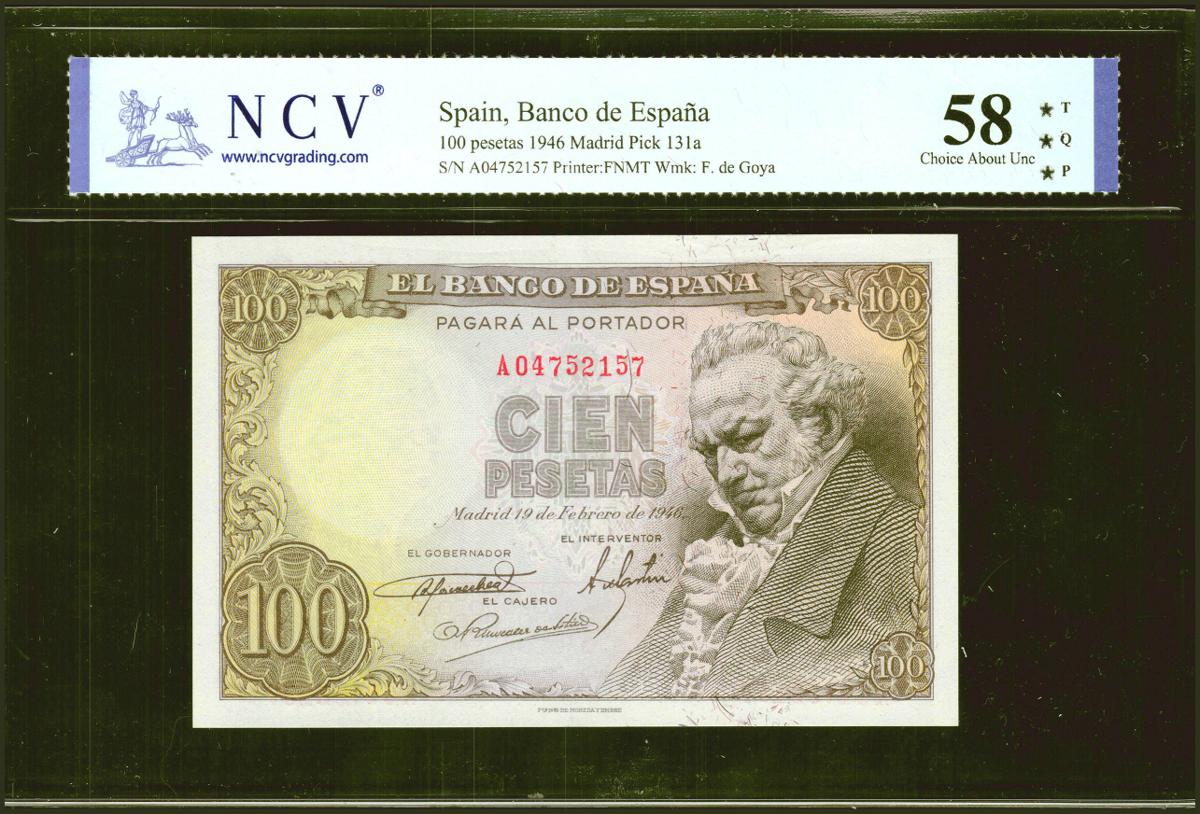 NCV®
www.ncvgrading.com
Spain, Banco de España
100 pesetas 1946 Madrid Pick 131a
S/N A04752157 Printer:FNMT Wmk: F. de Goya
58
Choice About Unc
★ T
★ Q
★ P
100
EL BANCO DE ESPAÑA
100
PAGARÁ AL PORTADOR
A04752157
CIEN
PESETAS
Madrid 19 de Febrero de 1946.
EL INTERVENTOR
EL GOBERNADOR
EL CAJERO
100
100